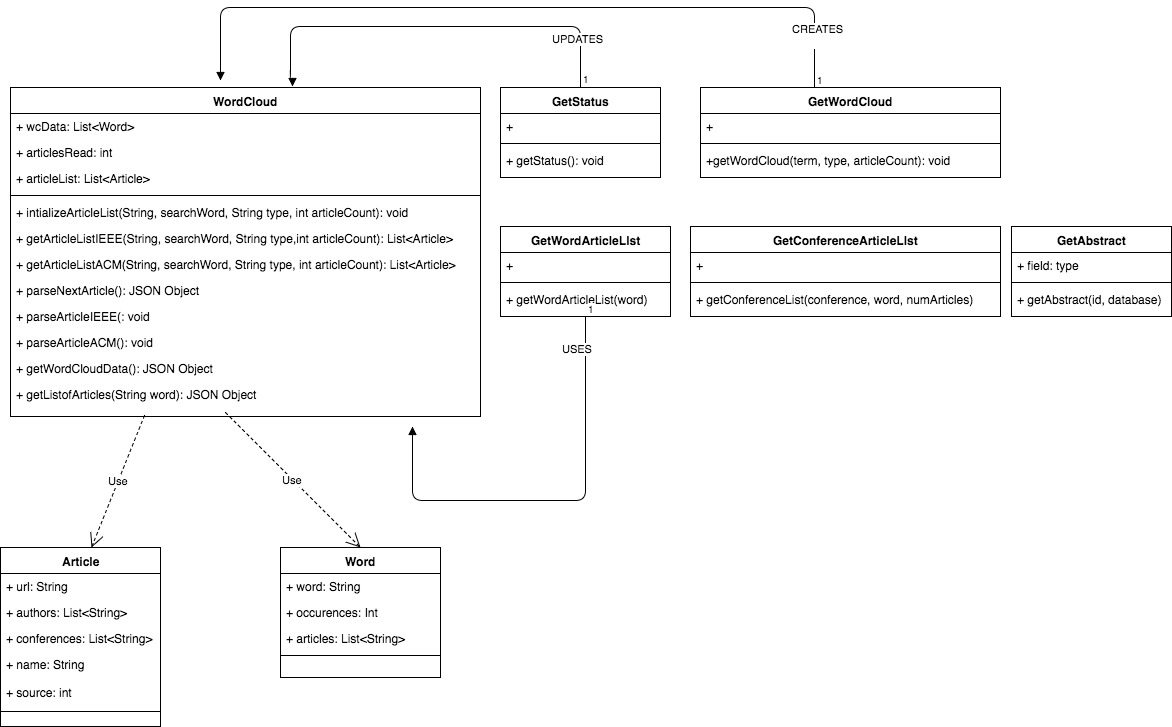 CREATES
UPDATES
1
1
WordCloud
+ wcData: List<Word>
+ articlesRead: int
+ articleList: List<Article>
+ intializeArticleList(String, searchWord, String type, int articleCount): void
+ getArticleListIEEE(String, searchWord, String type,int articleCount): List<Article>
+ getArticleListACM(String, searchWord, String type, int articleCount): List<Article>
+ parseNextArticle(): JSON Object
+ parseArticleIEEE(: void
+ parseArticleACM(): void
+ getWordCloudData(): JSON Object
+ getListofArticles(String word): JSON Object
GetStatus
+
+ getStatus(): void
GetWordCloud
+
+getWordCloud(term, type, articleCount): void
GetWordArticleLIst
+
+ getWordArticleList(word)
1
USES
GetConferenceArticleLIst
+
+ getConferenceList(conference, word, numArticles)
GetAbstract
+ field: type
+ getAbstract(id, database)
Use
Use
Article
+ url: String
+ authors: List<String>
+ conferences: List<String>
+ name: String
+ source: int
Word
+ word: String
+ occurences: Int
+ articles: List<String>